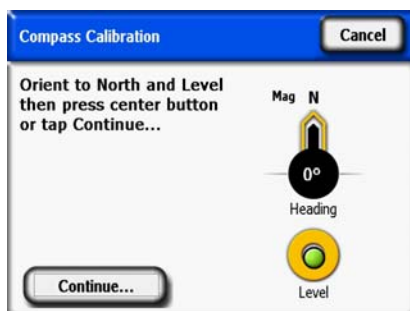 Compass Calibration
Cancel
Orient to North and Level
then press center button
or tap Continue...
Mag N
0°
Heading
Continue...
Level